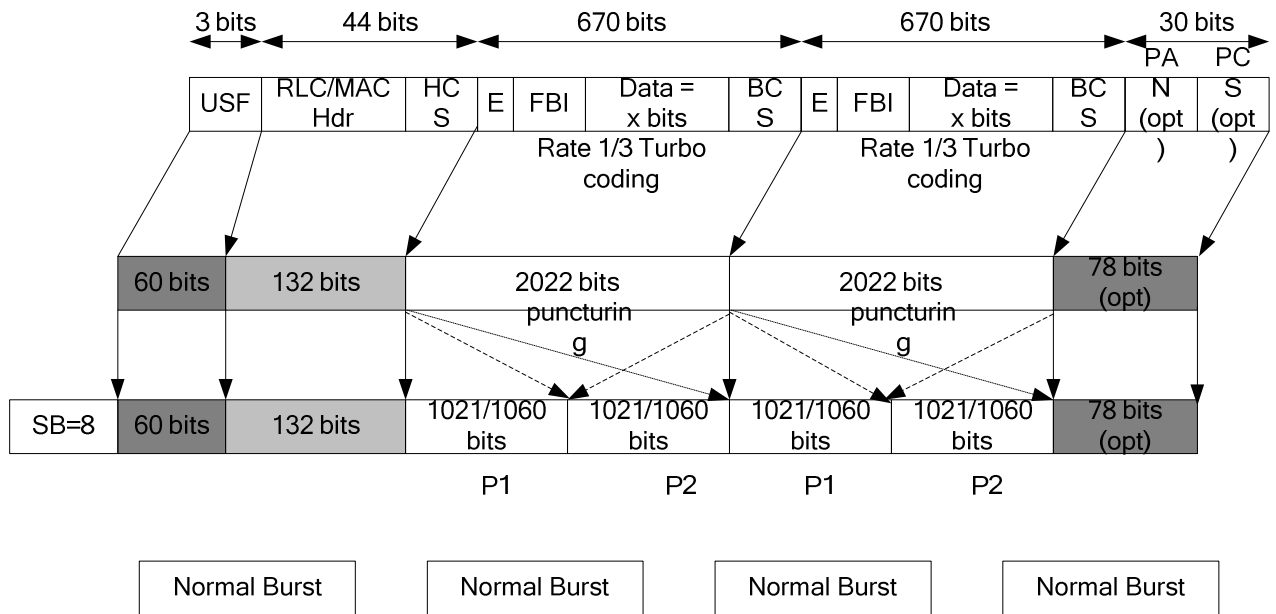 3 bits 44 bits 670 bits 670 bits 30 bits
USF
RLC/MAC
Hdr
HC
S
E
FBI
Data =
x bits
BC
S
E
FBI
Data =
x bits
BC
S
PA
N
(opt
)
PC
S
(opt
)
Rate 1/3 Turbo
coding
Rate 1/3 Turbo
coding
60 bits
132 bits
2022 bits
puncturin
g
2022 bits
puncturin
g
78 bits
(opt)
SB=8
60 bits
132 bits
1021/1060
bits
1021/1060
bits
1021/1060
bits
1021/1060
bits
78 bits
(opt)
P1 P2 P1 P2
Normal Burst Normal Burst Normal Burst Normal Burst